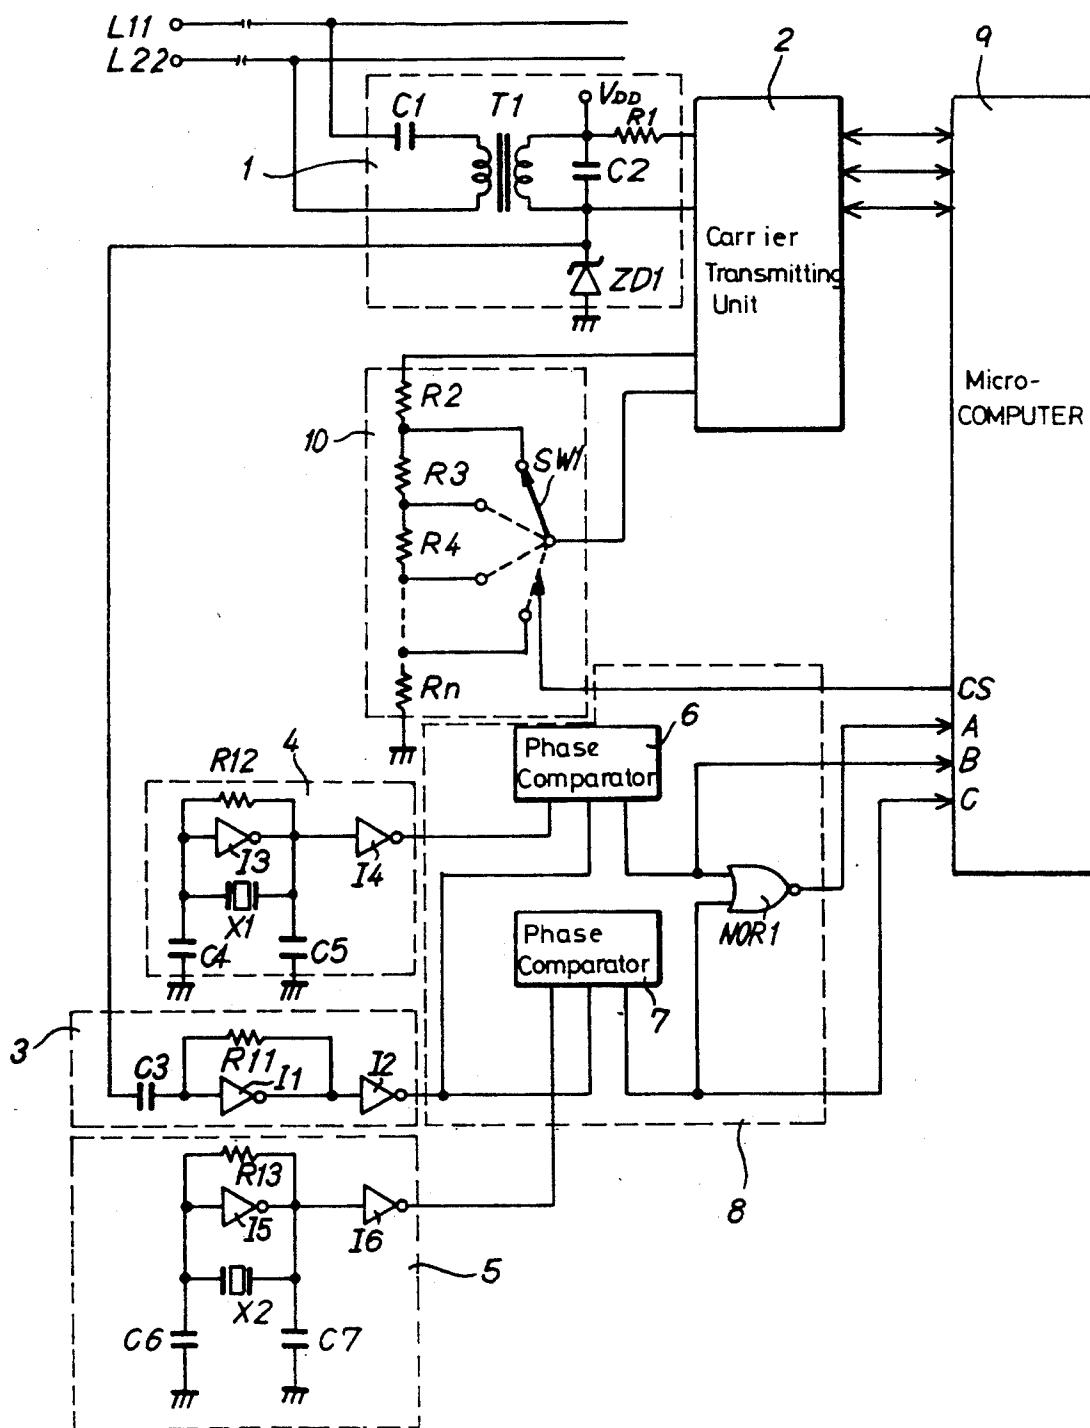 L11
L22
2
9
C1
T1
VDD
R1
1
C2
Carrier
Transmitting
Unit
ZD1
Micro-
COMPUTER
R2
10
SW1
R3
R4
Rn
CS
6
A
4
Phase
Comparator
R12
B
C
I3
I4
X1
NOR1
C4
C5
Phase
Comparator
7
3
R11
I2
C3
I1
R13
8
I5
I6
5
X2
C6
C7